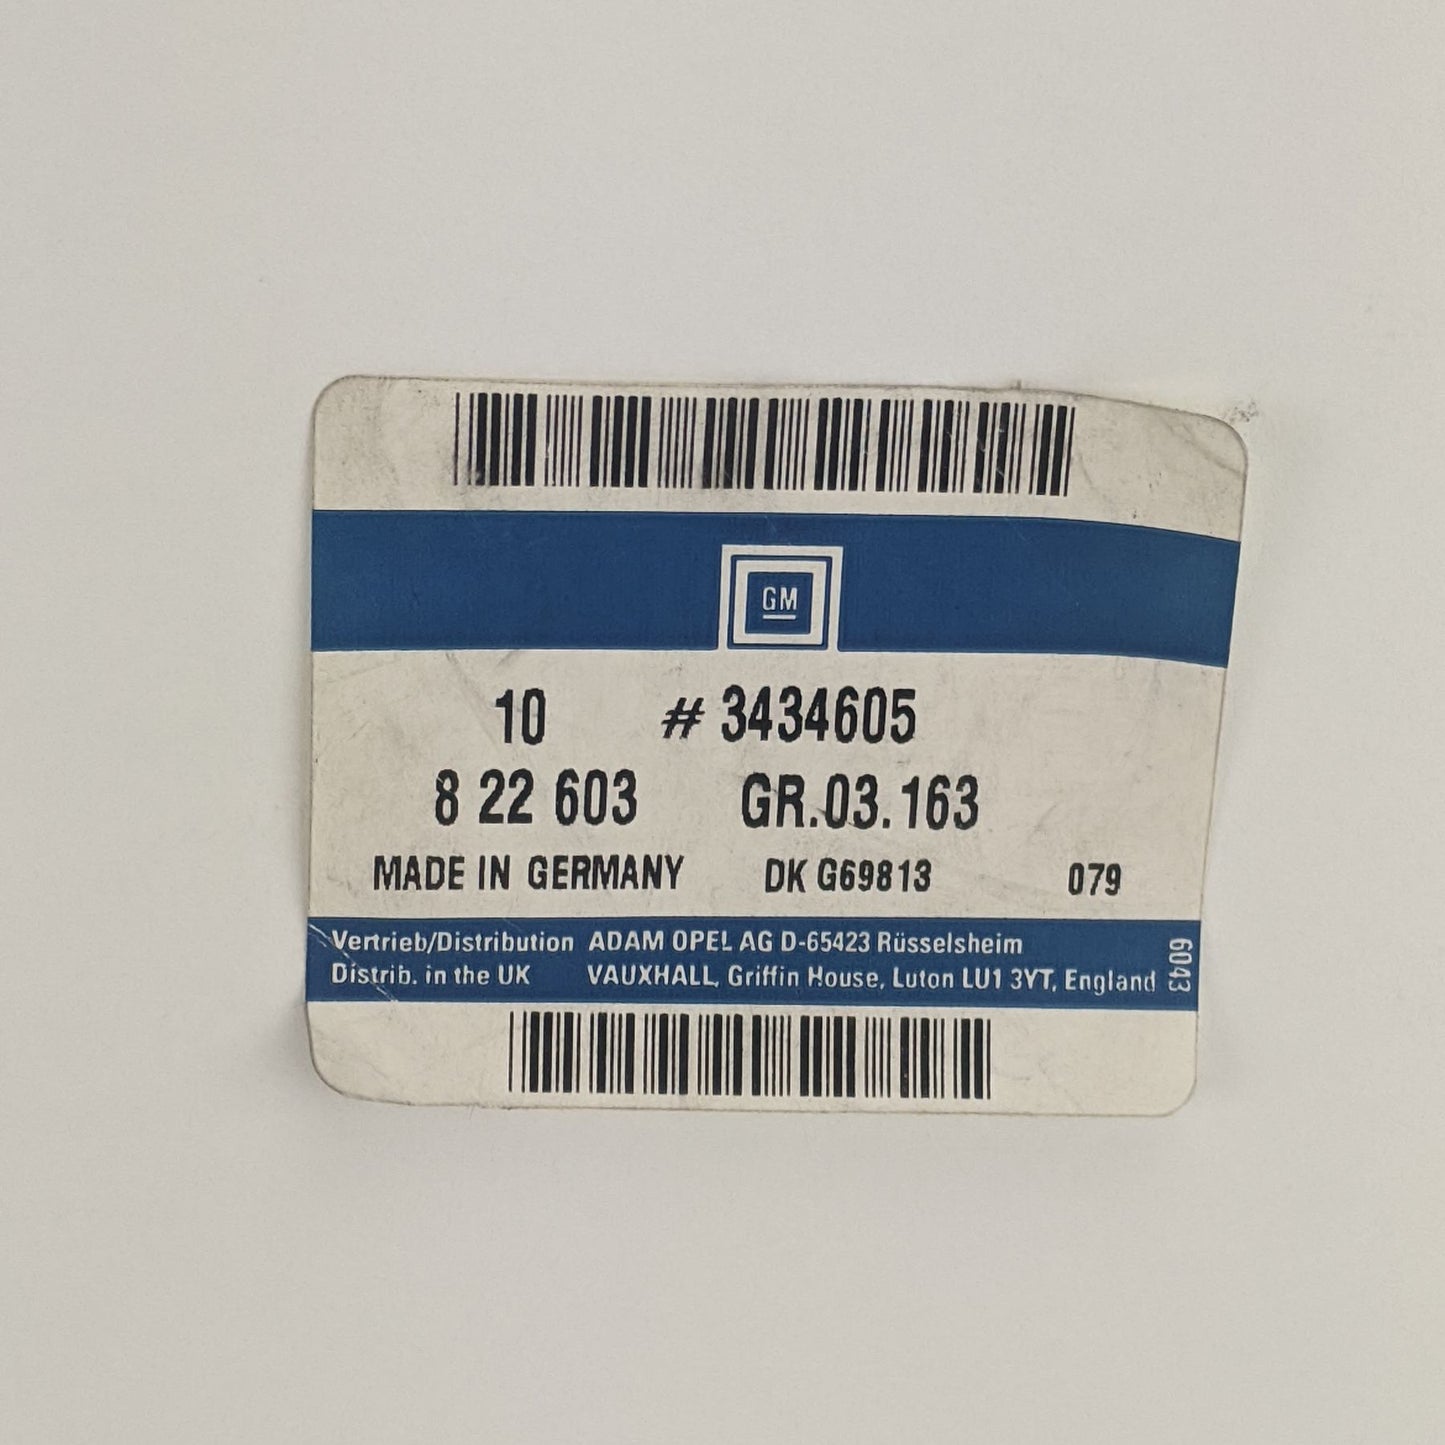 GM
10 # 3434605
8 22 603 GR.03.163
MADE IN GERMANY DK G69813 079
Vertrieb/Distribution ADAM OPEL AG D-65423 Rüsselsheim
Distrib. in the UK VAUXHALL, Griffin House, Luton LU1 3YT, England
6043